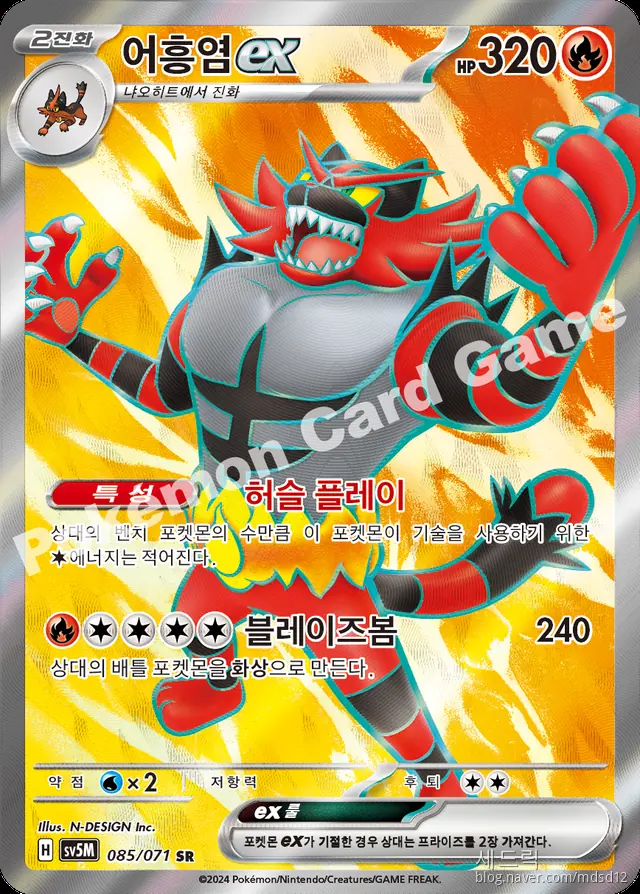 2진화
어흥염 ex
HP 320
냐오히트에서 진화
Pokémon Card Game
특성 허슬 플레이
상대의 벤치 포켓몬의 수만큼 이 포켓몬이 기술을 사용하기 위한
에너지는 적어진다.
블레이즈봄 240
상대의 배틀 포켓몬을 화상으로 만든다.
약점 ×2 저항력 후퇴
ex 룰
포켓몬 ex가 기절한 경우 상대는 프라이즈를 2장 가져간다.
Illus. N-DESIGN Inc.
H sv5M 085/071 SR
©2024 Pokémon/Nintendo/Creatures/GAME FREAK.
세드릭
blog.naver.com/mdsd12